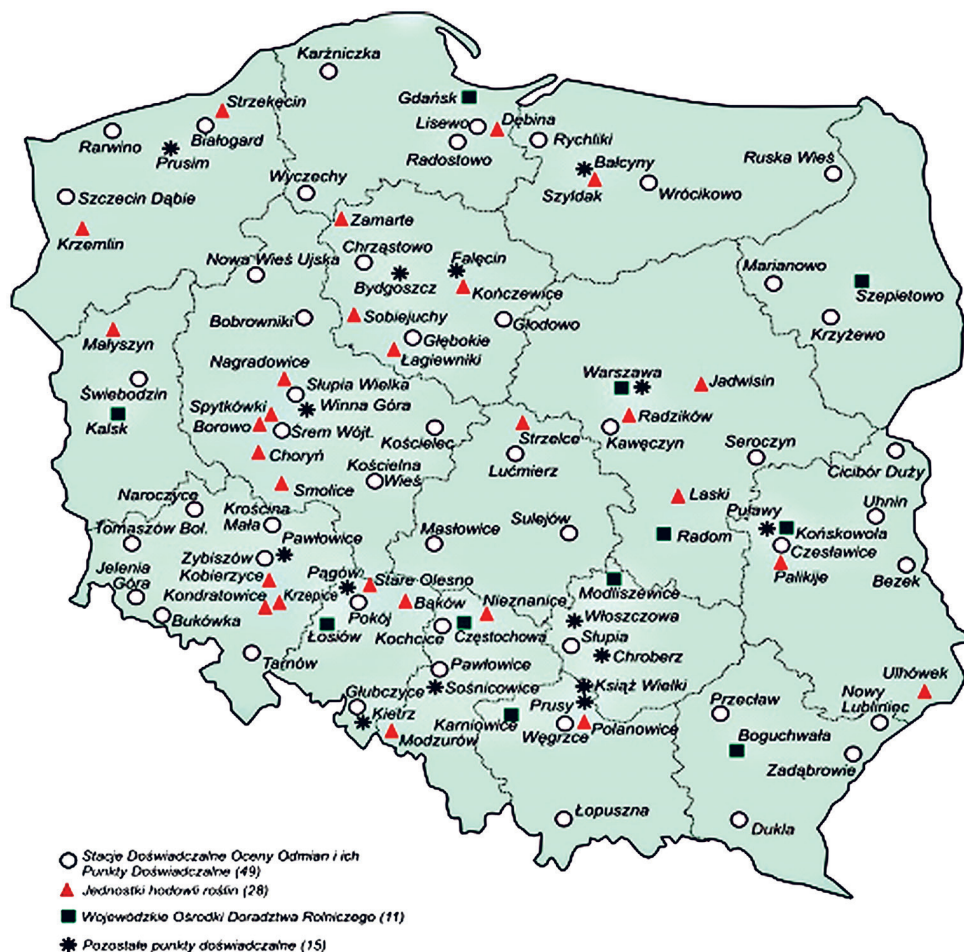 Karżniczka
Strzekęcin
Gdańsk
Dębina
Lisewo
Rarwino
Białogard
Rychliki
Prusim
Radostowo
Bałcyny
Ruska Wieś
Wyczechy
Szyldak
Wrócikowo
Szczecin Dąbie
Zamarte
Krzemlin
Chrząstowo
Fałęcin
Nowa Wieś Ujska
Marianowo
Bydgoszcz
Kończewice
Szepietowo
Bobrowniki
Sobiejuchy
Głodowo
Krzyżewo
Małyszyn
Głębokie
Łagiewniki
Nagradowice
Warszawa
Słupia Wielka
Jadwisin
Świebodzin
Winna Góra
Spytkówki
Radzików
Kalsk
Borowo
Śrem Wójt.
Kościelec
Strzelce
Kawęczyn
Seroczyn
Choryń
Lućmierz
Cicibór Duży
Kościelna
Wieś
Smolice
Laski
Naroczyce
Uhnin
Krościna
Mała
Puławy
Tomaszów Bol.
Masłowice
Sulejów
Radom
Końskowola
Pawłowice
Czesławice
Zybiszów
Jelenia
Góra
Palikije
Bezek
Kobierzyce
Pągów
Stare Olesno
Kondratowice
Krzepice
Bąków
Nieznanice
Modliszewice
Bukówka
Pokój
Włoszczowa
Łosiów
Kochcice
Częstochowa
Słupia
Tarnów
Pawłowice
Chroberz
Ulhówek
Głubczyce
Sośnicowice
Książ Wielki
Nowy
Lubliniec
Przecław
Kietrz
Prusy
Karniowice
Połanowice
Modzurów
Węgrzce
Boguchwała
Zadąbrowie
Łopuszna
Dukla
Stacje Doświadczalne Oceny Odmian i ich
Punkty Doświadczalne (49)
Jednostki hodowli roślin (28)
Wojewódzkie Ośrodki Doradztwa Rolniczego (11)
Pozostałe punkty doświadczalne (15)